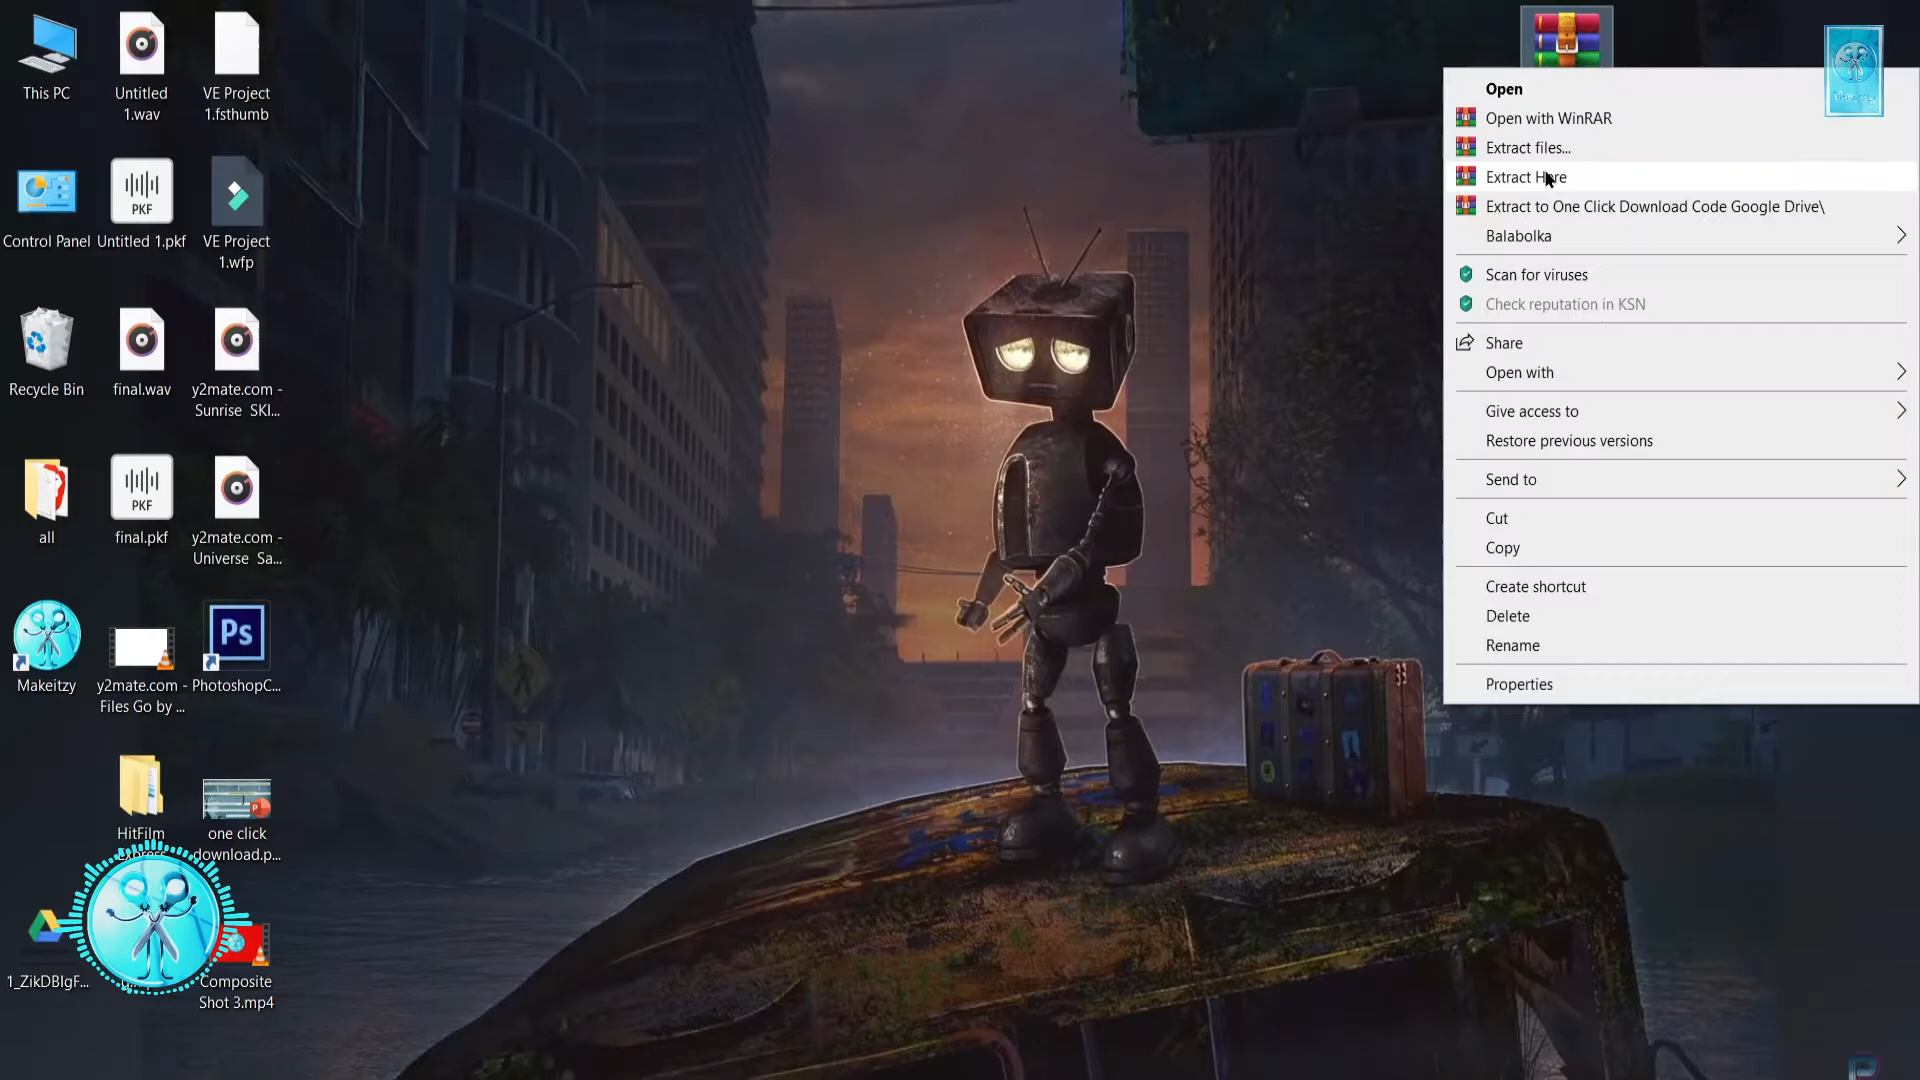 This PC
Untitled
1.wav
VE Project
1.fsthumb
PKF
Control Panel
Untitled 1.pkf
VE Project
1.wfp
Recycle Bin
final.wav
y2mate.com -
Sunrise SKI...
all
PKF
final.pkf
y2mate.com -
Universe Sa...
Ps
Makeitzy
y2mate.com -
Files Go by ...
PhotoshopC...
HitFilm
one click
download.p...
1_ZikDBIgF...
Composite
Shot 3.mp4
33
Open
Open with WinRAR
Extract files...
Extract Here
Extract to One Click Download Code Google Drive\
Balabolka
Scan for viruses
Check reputation in KSN
Share
Open with
Give access to
Restore previous versions
Send to
Cut
Copy
Create shortcut
Delete
Rename
Properties